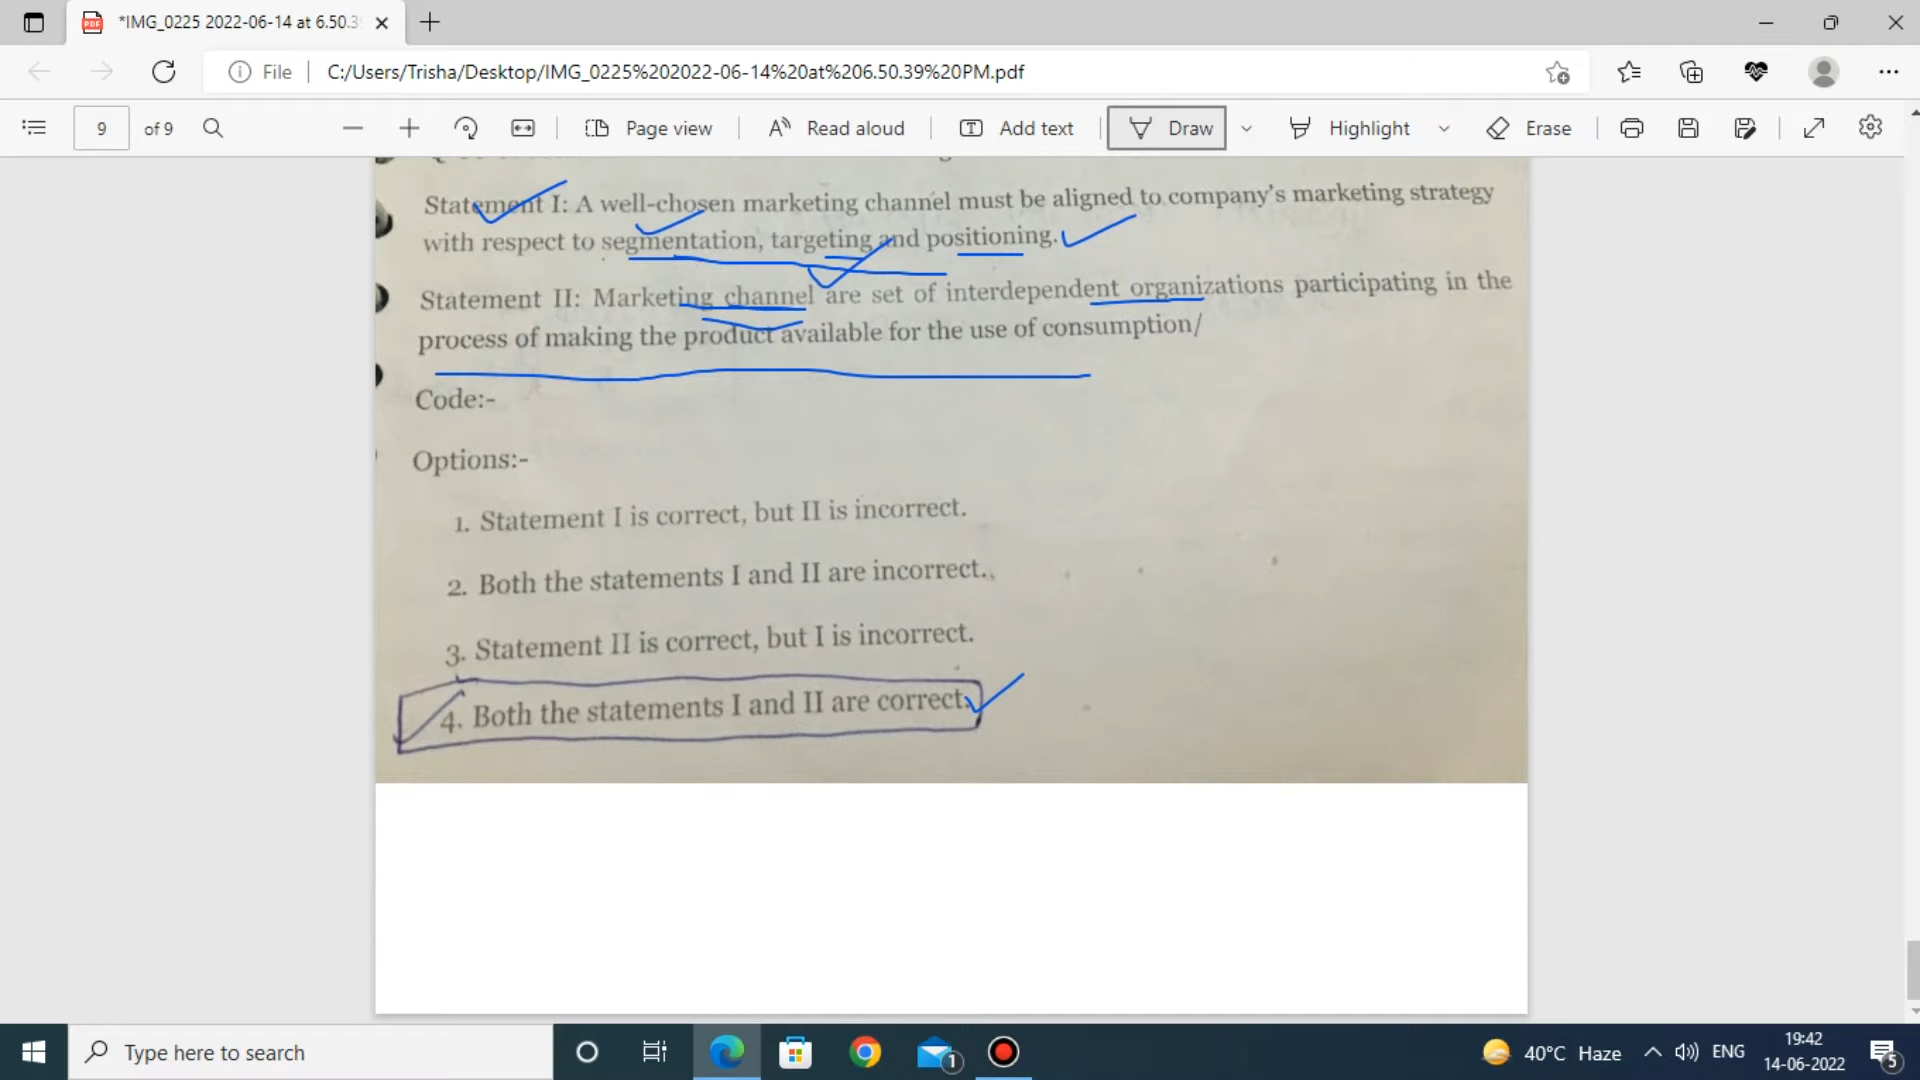 *IMG_0225 2022-06-14 at 6.50.3
File
C:/Users/Trisha/Desktop/IMG_0225%202022-06-14%20at%206.50.39%20PM.pdf
9 of 9 Page view Read aloud Add text Draw Highlight Erase
Statement I: A well-chosen marketing channel must be aligned to company's marketing strategy
with respect to segmentation, targeting and positioning.
Statement II: Marketing channel are set of interdependent organizations participating in the
process of making the product available for the use of consumption/
Code:-
Options:-
1. Statement I is correct, but II is incorrect.
2. Both the statements I and II are incorrect.
3. Statement II is correct, but I is incorrect.
4. Both the statements I and II are correct.
Type here to search
1
40°C Haze
ENG
19:42
14-06-2022
5